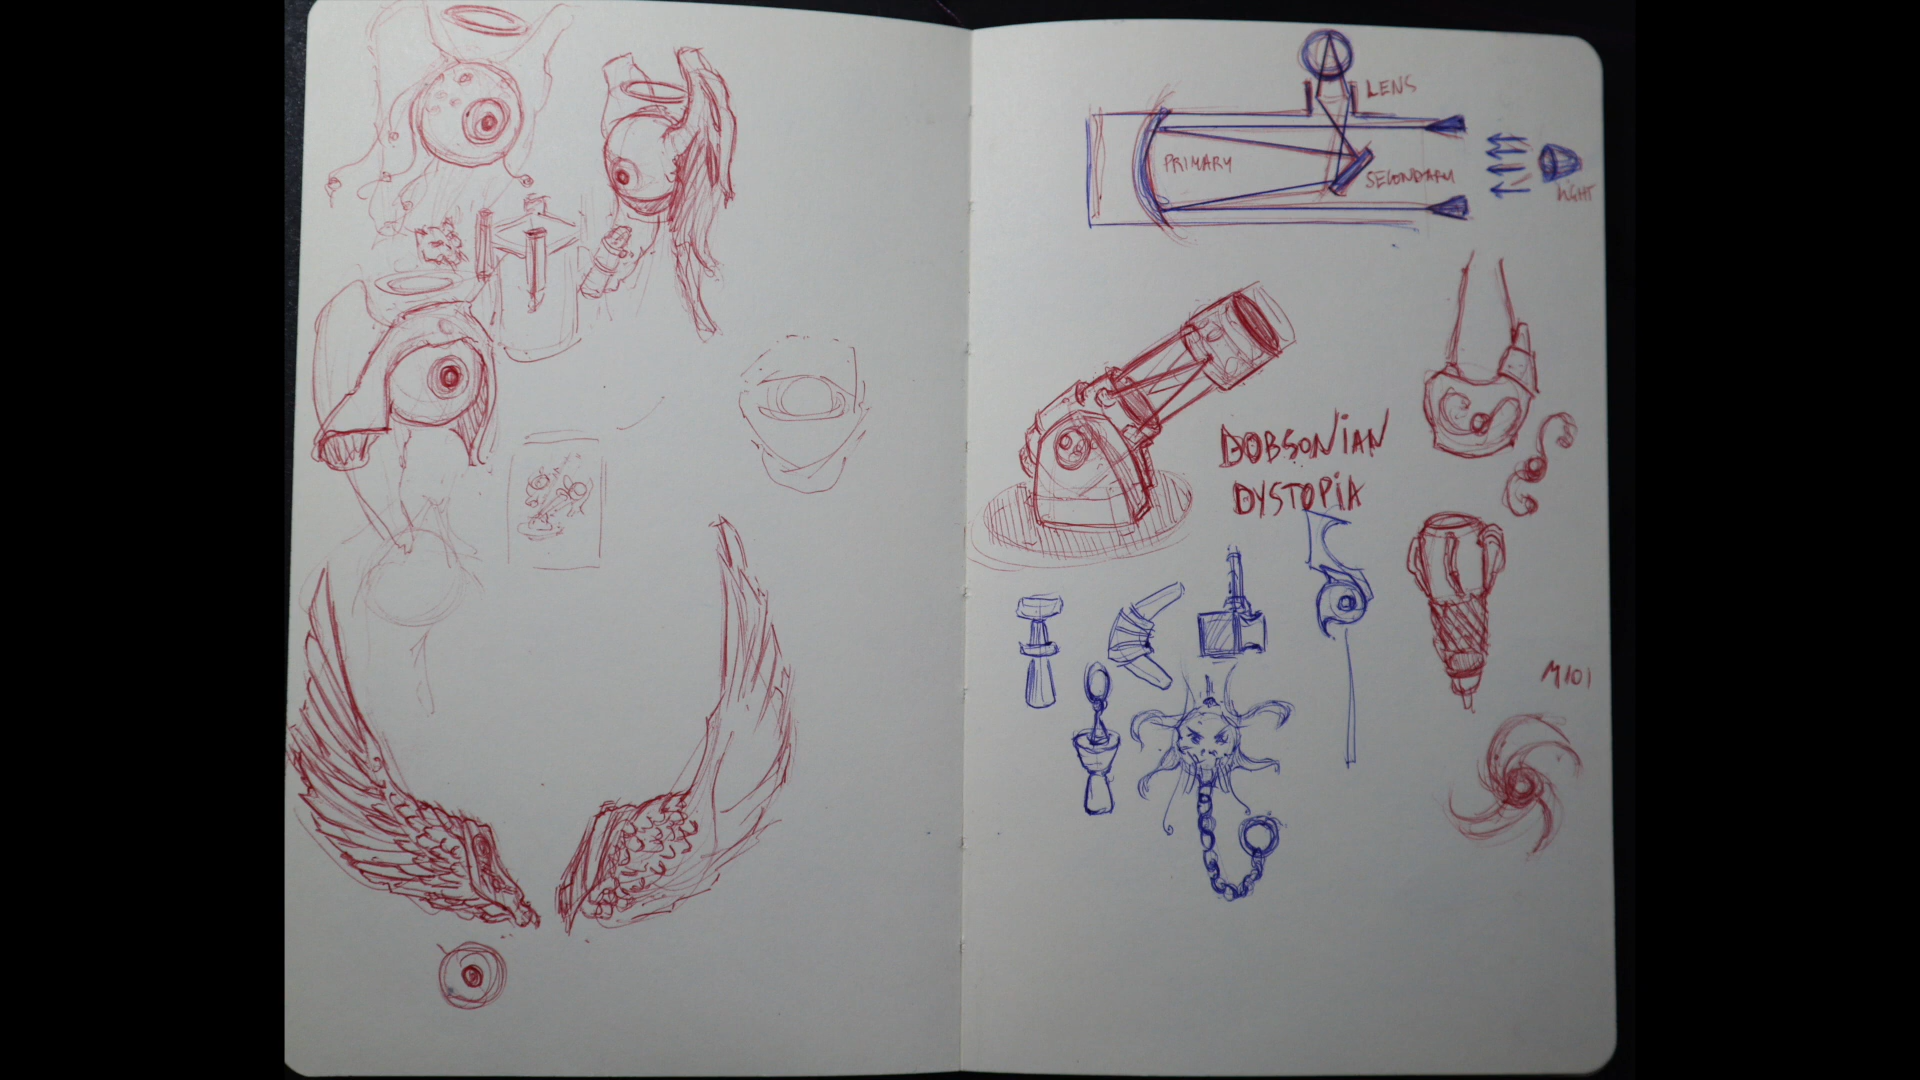 LENS
PRIMARY
SECONDARY
LIGHT
DOBSONiAN
DYSTOPiA
M101